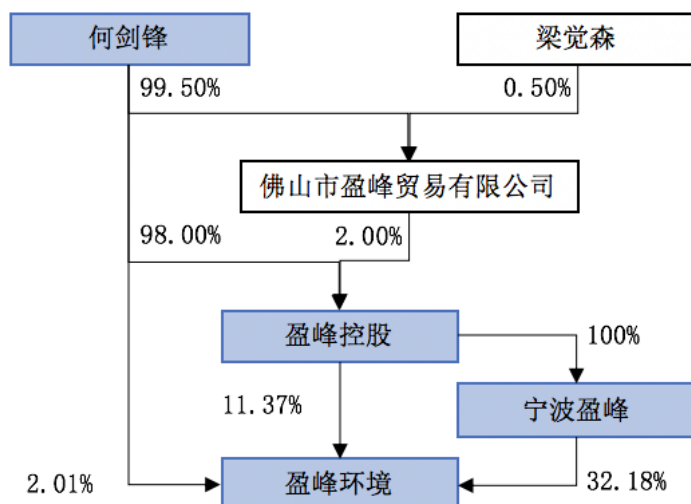 何剑锋
梁觉森
99.50%
0.50%
佛山市盈峰贸易有限公司
98.00%
2.00%
盈峰控股
100%
11.37%
宁波盈峰
2.01%
盈峰环境
32.18%